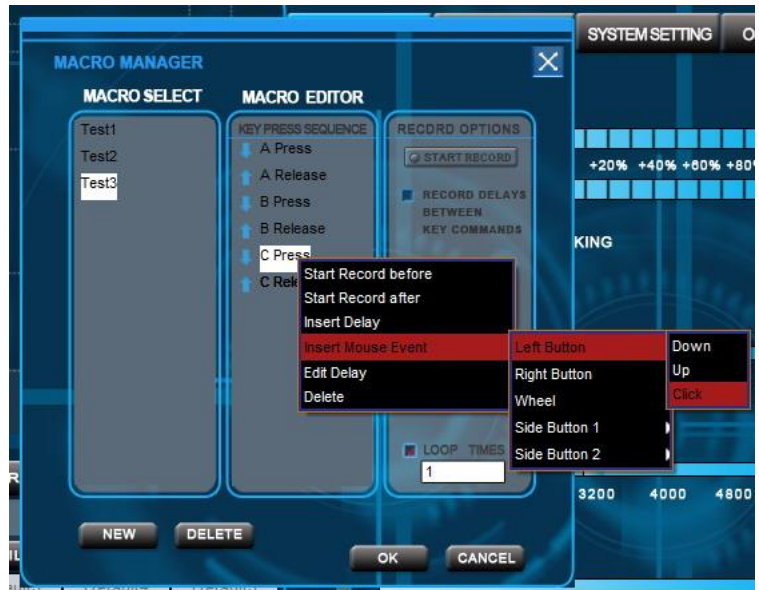 SYSTEM SETTING
MACRO MANAGER
MACRO SELECT
MACRO EDITOR
Test1
Test2
Test3
KEY PRESS SEQUENCE
A Press
A Release
B Press
B Release
C Press
RECORD OPTIONS
START RECORD
RECORD DELAYS
BETWEEN
KEY COMMANDS
Start Record before
Start Record after
Insert Delay
Insert Mouse Event
Edit Delay
Delete
Left Button
Right Button
Wheel
Side Button 1
Side Button 2
Down
Up
Click
LOOP TIMES
1
NEW
DELETE
OK
CANCEL
+20% +40% +60%
KING
3200 4000 4800